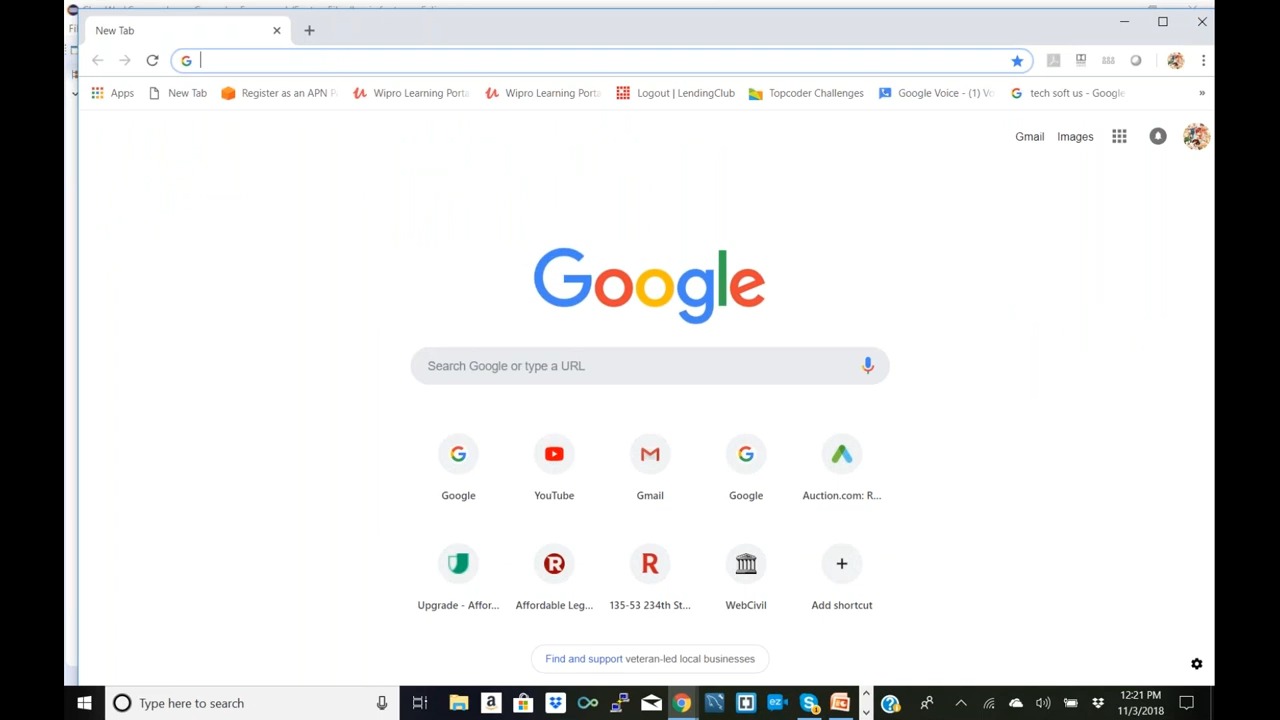 New Tab
Apps New Tab Register as an APN P Wipro Learning Porta Wipro Learning Porta Logout | LendingClub Topcoder Challenges Google Voice - (1) Vo tech soft us - Google »
Gmail Images
Google
Search Google or type a URL
Google YouTube Gmail Google Auction.com: R...
Upgrade - Affor... Affordable Leg... 135-53 234th St... WebCivil Add shortcut
Find and support veteran-led local businesses
Type here to search
12:21 PM
11/3/2018